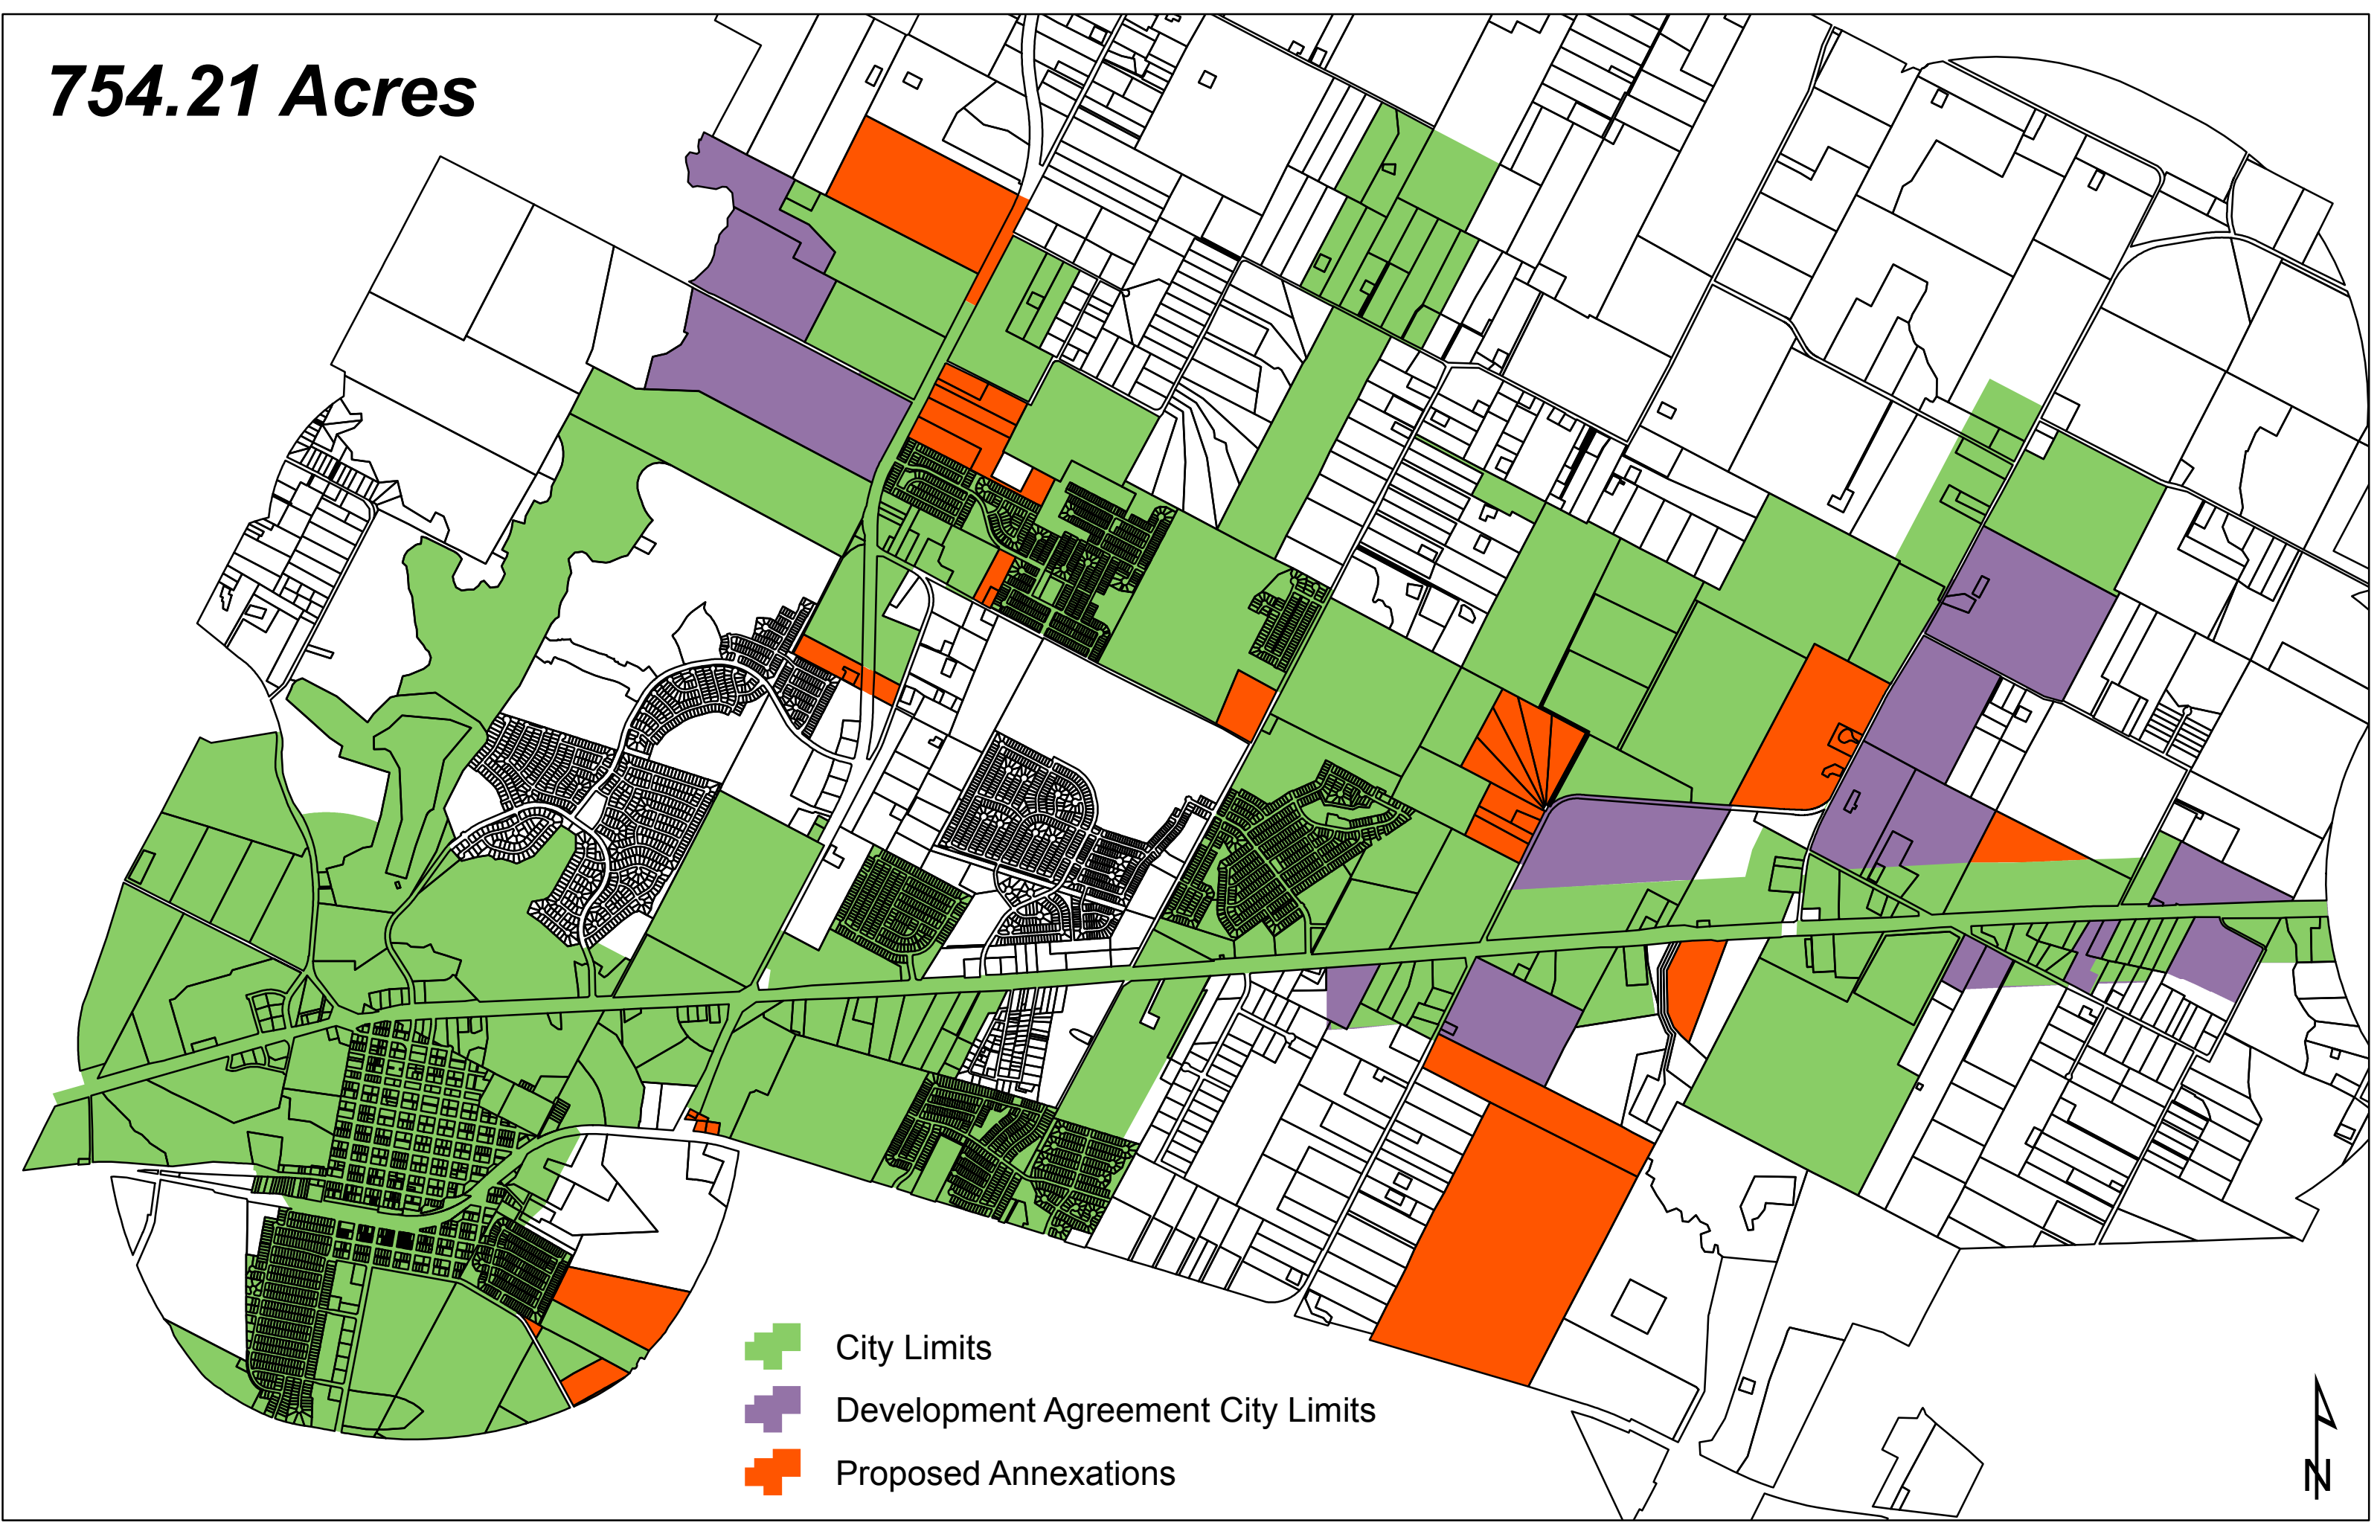 754.21 Acres
City Limits
Development Agreement City Limits
Proposed Annexations
N